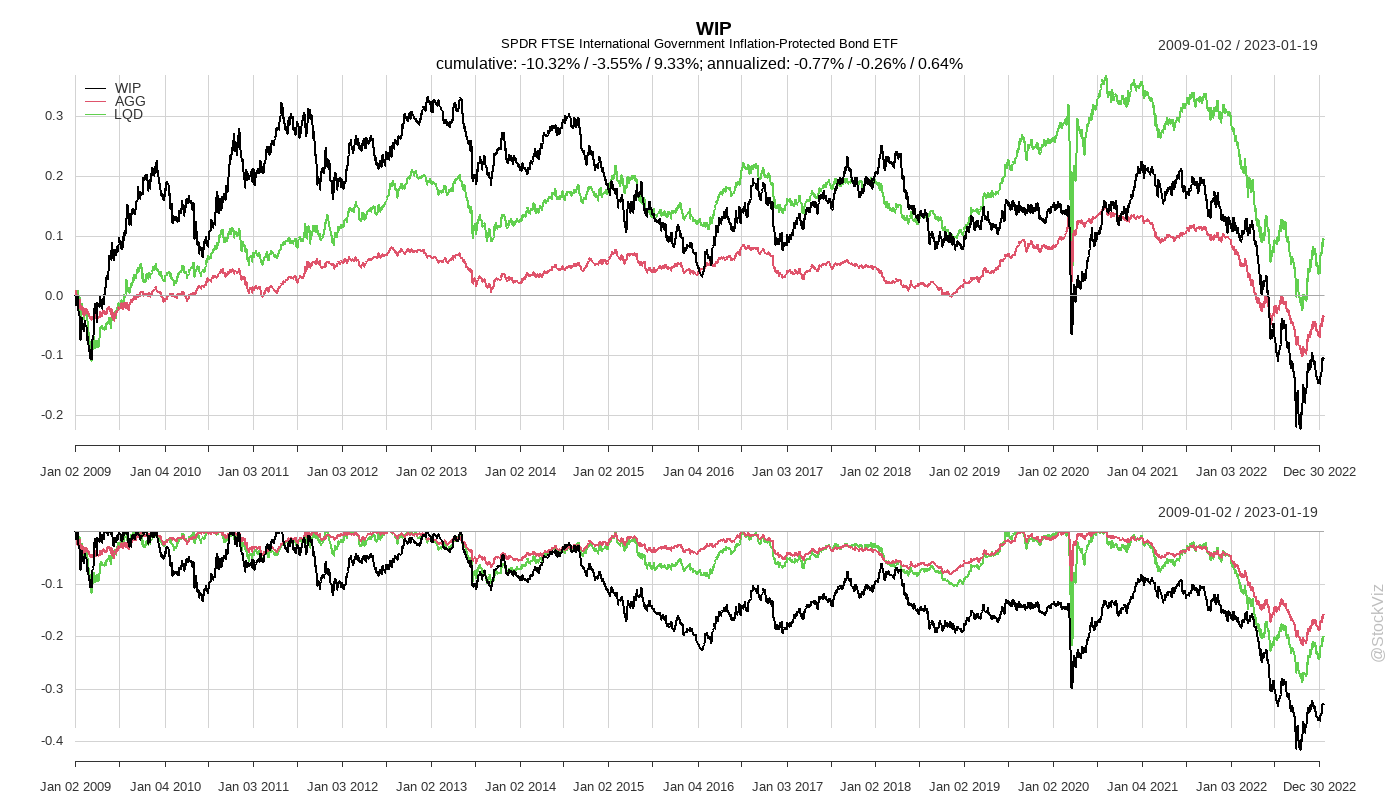 WIP
SPDR FTSE International Government Inflation-Protected Bond ETF
2009-01-02 / 2023-01-19
cumulative: -10.32% / -3.55% / 9.33%; annualized: -0.77% / -0.26% / 0.64%
WIP
AGG
LQD
0.3
0.2
0.1
0.0
-0.1
-0.2
Jan 02 2009 Jan 04 2010 Jan 03 2011 Jan 03 2012 Jan 02 2013 Jan 02 2014 Jan 02 2015 Jan 04 2016 Jan 03 2017 Jan 02 2018 Jan 02 2019 Jan 02 2020 Jan 04 2021 Jan 03 2022 Dec 30 2022
2009-01-02 / 2023-01-19
-0.1
-0.2
-0.3
-0.4
Jan 02 2009 Jan 04 2010 Jan 03 2011 Jan 03 2012 Jan 02 2013 Jan 02 2014 Jan 02 2015 Jan 04 2016 Jan 03 2017 Jan 02 2018 Jan 02 2019 Jan 02 2020 Jan 04 2021 Jan 03 2022 Dec 30 2022
@StockViz